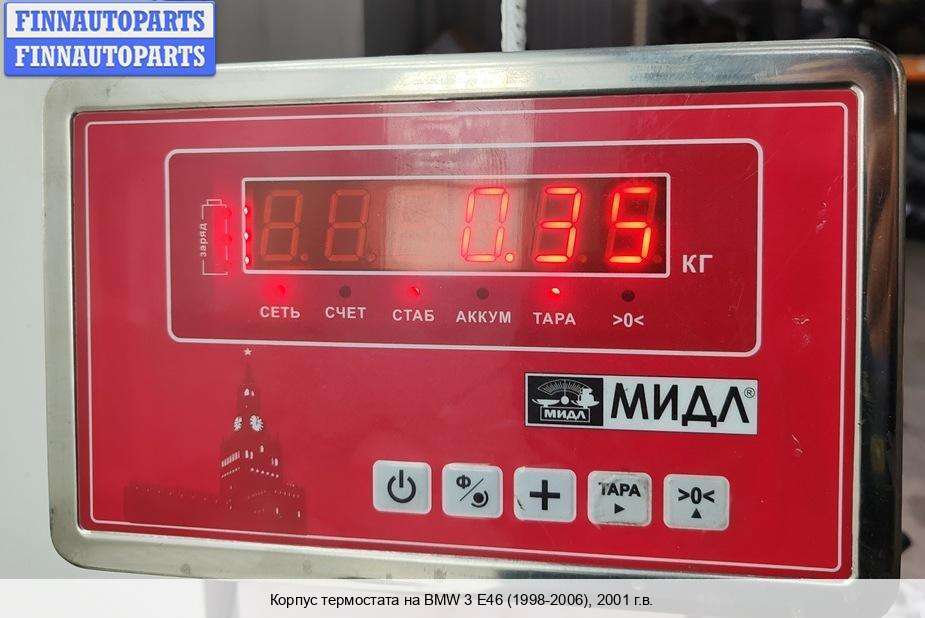 FINNAUTOPARTS
FINNAUTOPARTS
заряд
0.35
КГ
СЕТЬ СЧЕТ СТАБ АККУМ ТАРА >0<
МИДЛ МИДЛ®
Ф/ + ТАРА >0<
Корпус термостата на BMW 3 E46 (1998-2006), 2001 г.в.